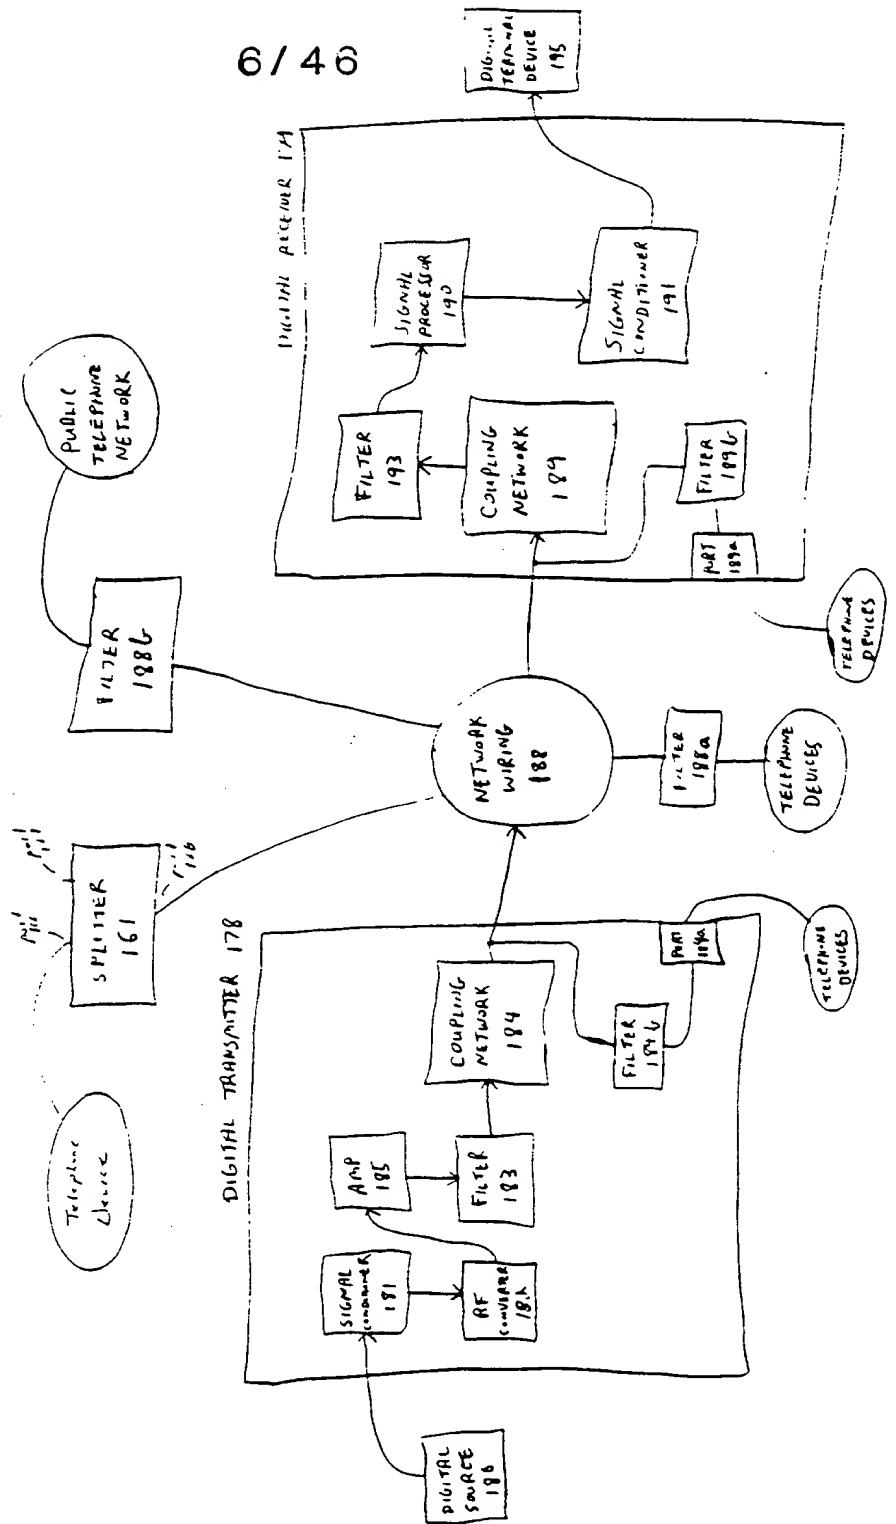 6/46
PUBLIC
TELEPHONE
NETWORK
FILTER
188b
SPLITTER
161
Telephone
Device
DIGITAL TRANSMITTER 178
DIGITAL
SOURCE
186
SIGNAL
CONDITIONER
181
RF
CONVERTER
AMP
185
FILTER
183
COUPLING
NETWORK
184
FILTER
184b
PORT
184a
TELEPHONE
DEVICES
NETWORK
WIRING
188
FILTER
188a
TELEPHONE
DEVICES
DIGITAL RECEIVER
COUPLING
NETWORK
189
FILTER
193
SIGNAL
PROCESSOR
190
SIGNAL
CONDITIONER
191
FILTER
189b
PORT
189a
TELEPHONE
DEVICES
DIGITAL
TERMINAL
DEVICE
195